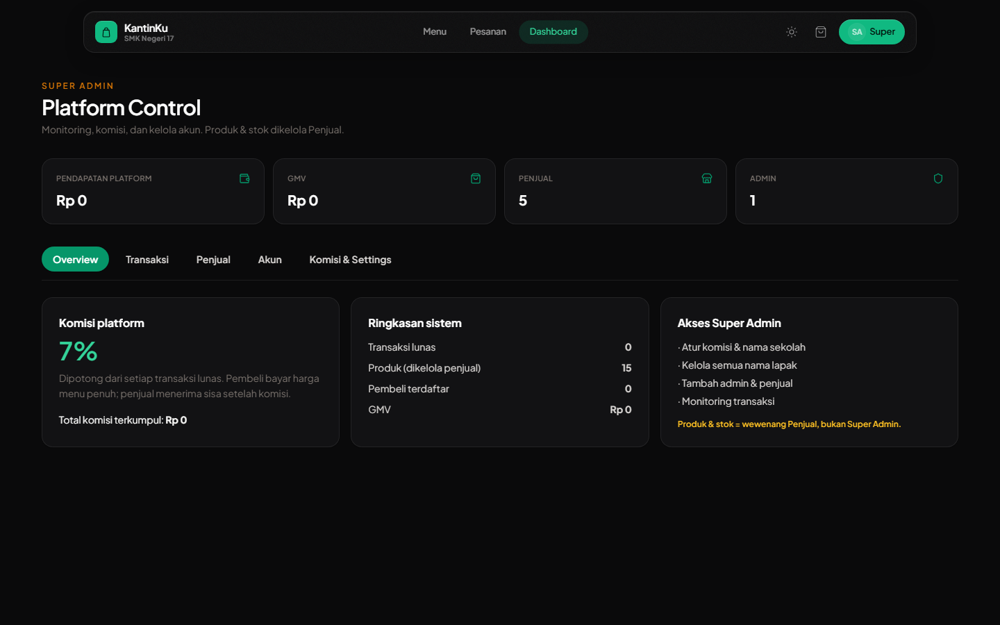 KantinKu
SMK Negeri 17
Menu
Pesanan
Dashboard
SA
Super
SUPER ADMIN
Platform Control
Monitoring, komisi, dan kelola akun. Produk & stok dikelola Penjual.
PENDAPATAN PLATFORM
Rp 0
GMV
Rp 0
PENJUAL
5
ADMIN
1
Overview
Transaksi
Penjual
Akun
Komisi & Settings
Komisi platform
7%
Dipotong dari setiap transaksi lunas. Pembeli bayar harga
menu penuh; penjual menerima sisa setelah komisi.
Total komisi terkumpul: Rp 0
Ringkasan sistem
Transaksi lunas 0
Produk (dikelola penjual) 15
Pembeli terdaftar 0
GMV Rp 0
Akses Super Admin
· Atur komisi & nama sekolah
· Kelola semua nama lapak
· Tambah admin & penjual
· Monitoring transaksi
Produk & stok = wewenang Penjual, bukan Super Admin.